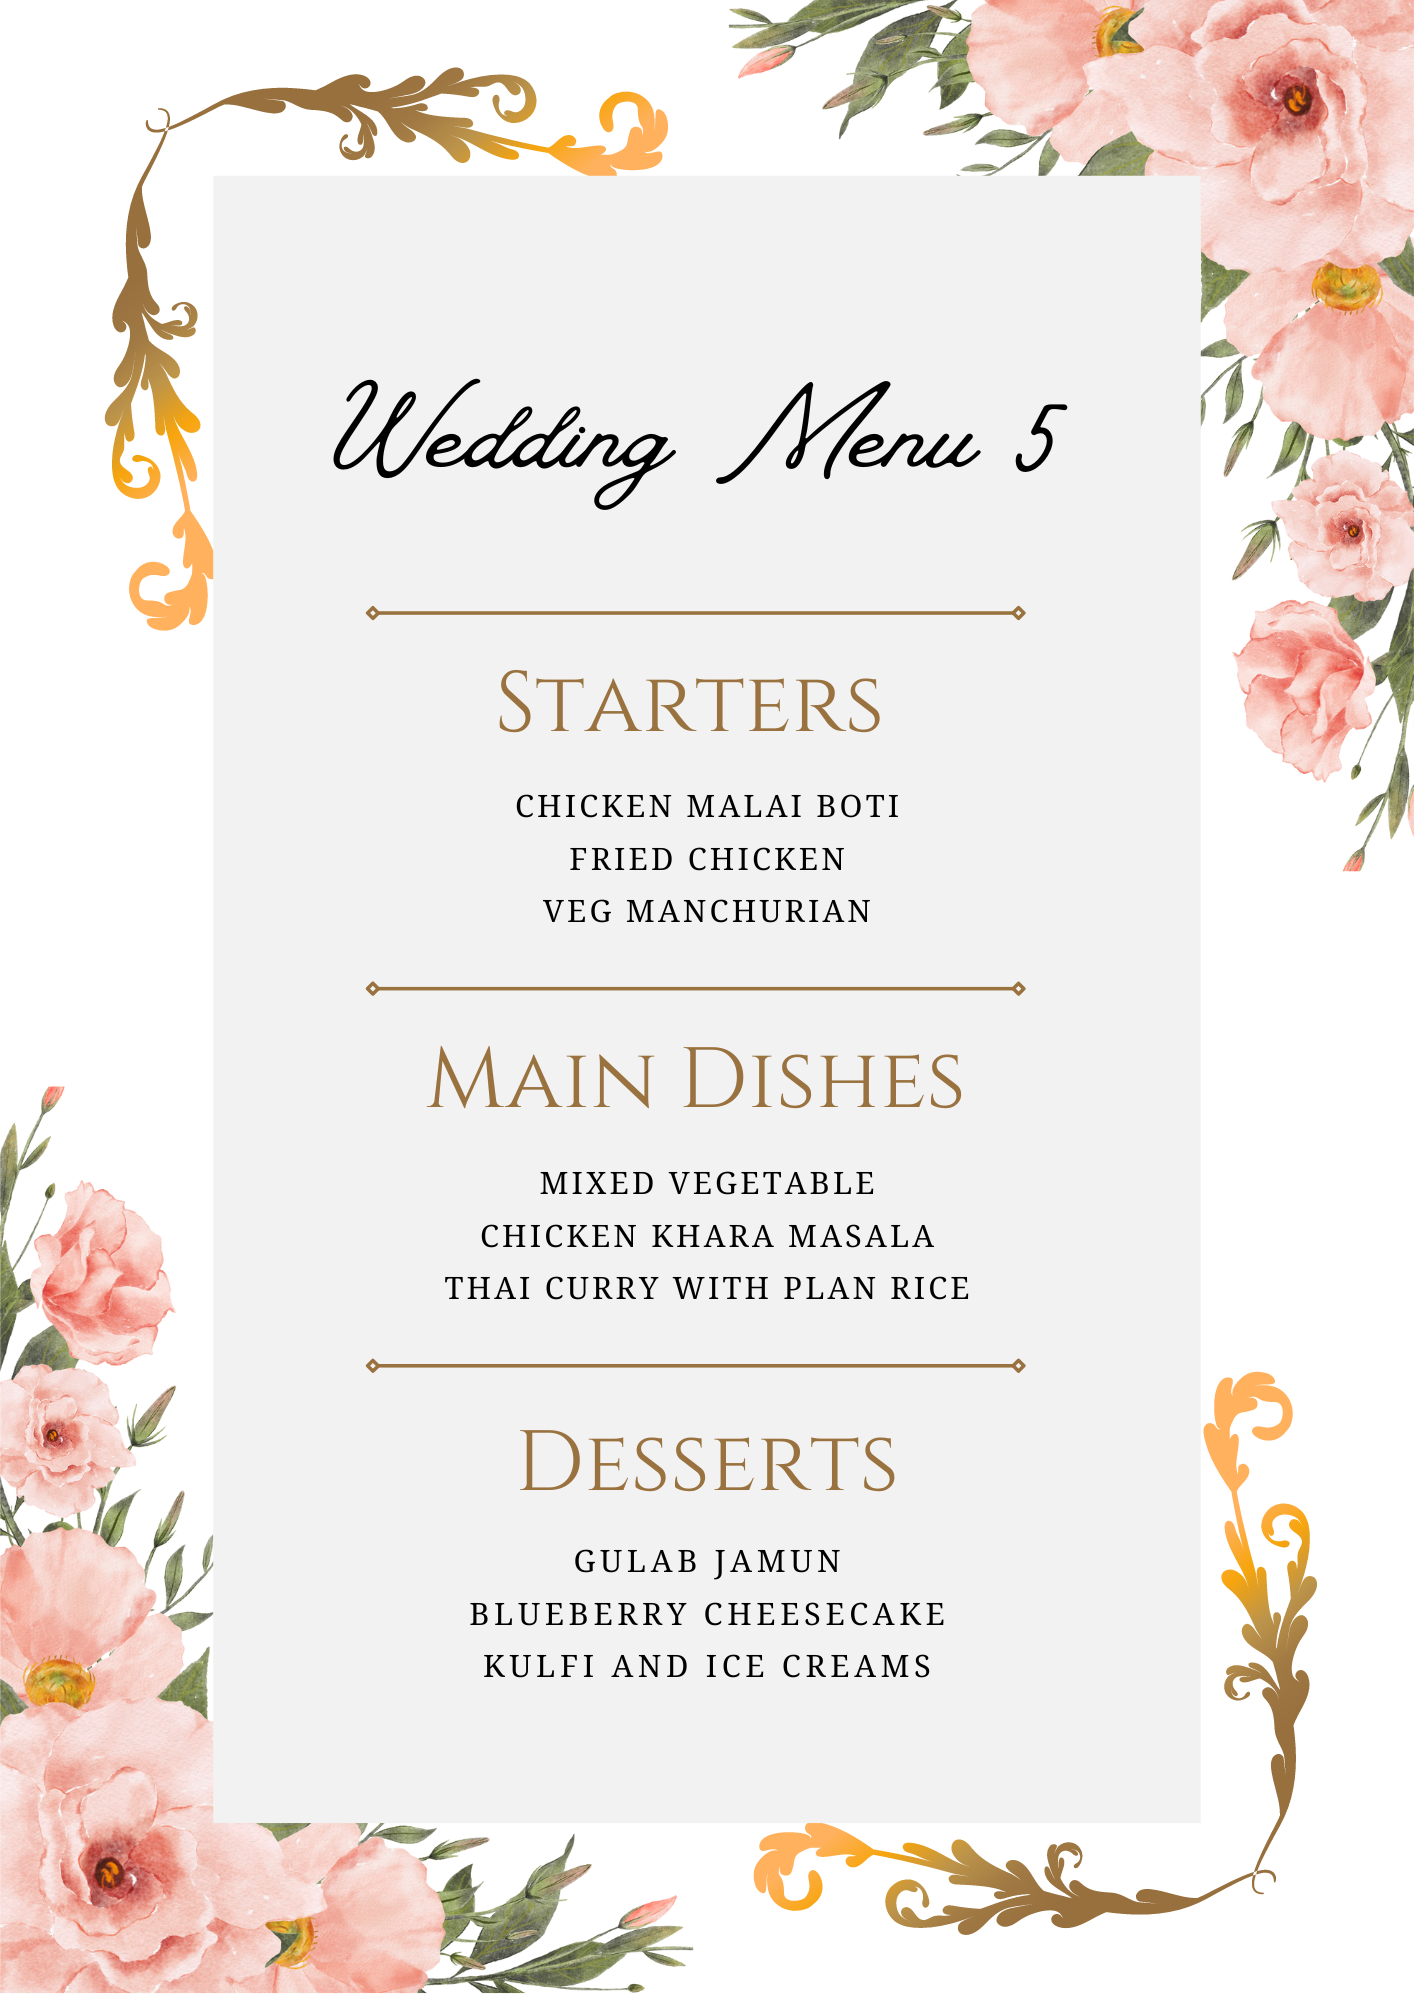 Wedding Menu 5
Starters
CHICKEN MALAI BOTI
FRIED CHICKEN
VEG MANCHURIAN
Main Dishes
MIXED VEGETABLE
CHICKEN KHARA MASALA
THAI CURRY WITH PLAN RICE
Desserts
GULAB JAMUN
BLUEBERRY CHEESECAKE
KULFI AND ICE CREAMS